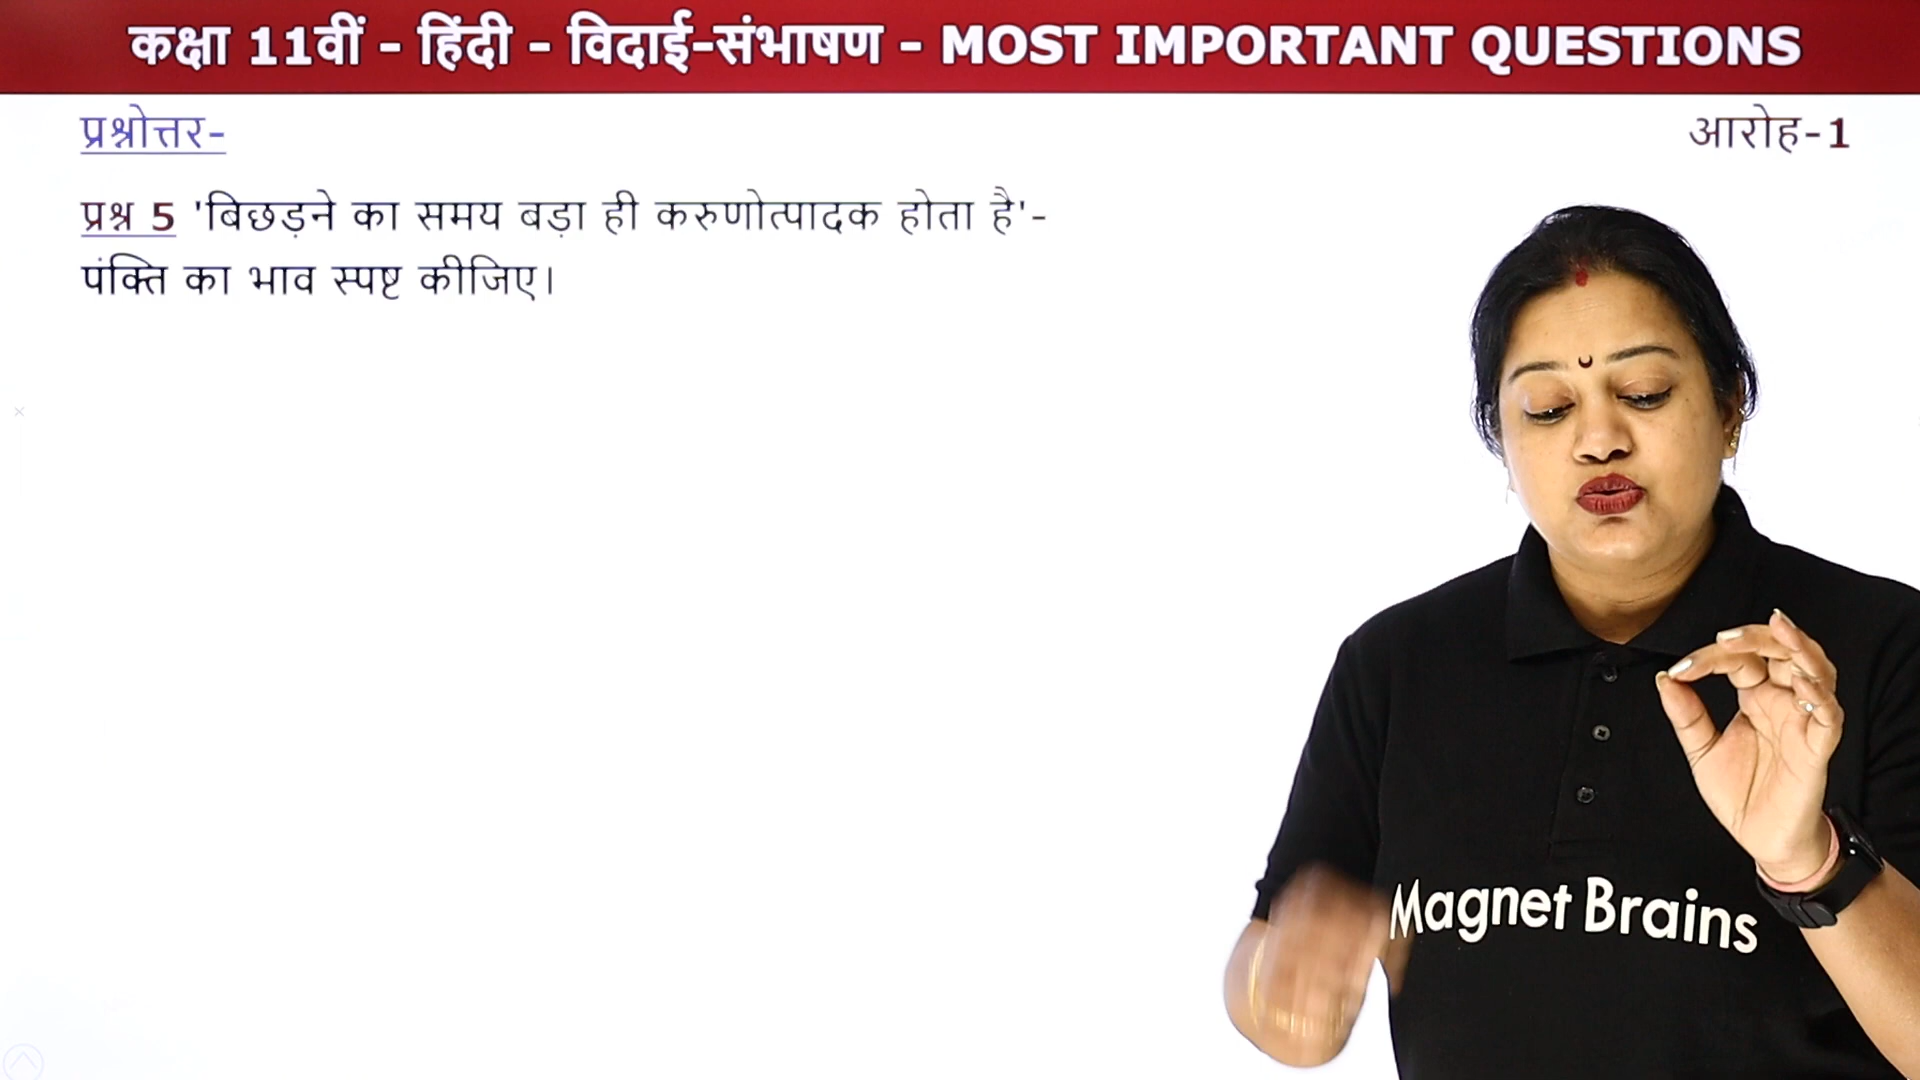 कक्षा 11वीं - हिंदी - विदाई-संभाषण - MOST IMPORTANT QUESTIONS
प्रश्नोत्तर-
आरोह-1
प्रश्न 5 'बिछड़ने का समय बड़ा ही करुणोत्पादक होता है'-
पंक्ति का भाव स्पष्ट कीजिए।
Magnet Brains